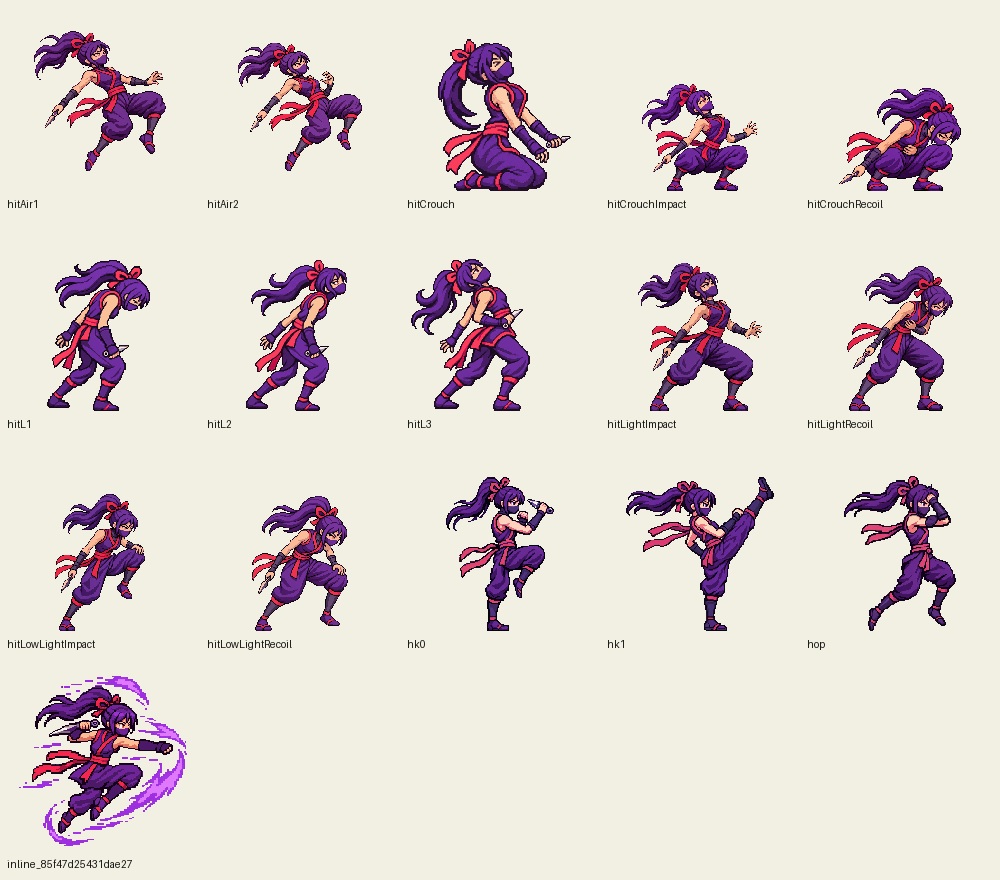 hitAir1
hitAir2
hitCrouch
hitCrouchImpact
hitCrouchRecoil
hitL1
hitL2
hitL3
hitLightImpact
hitLightRecoil
hitLowLightImpact
hitLowLightRecoil
hk0
hk1
hop
inline_85f47d25431dae27